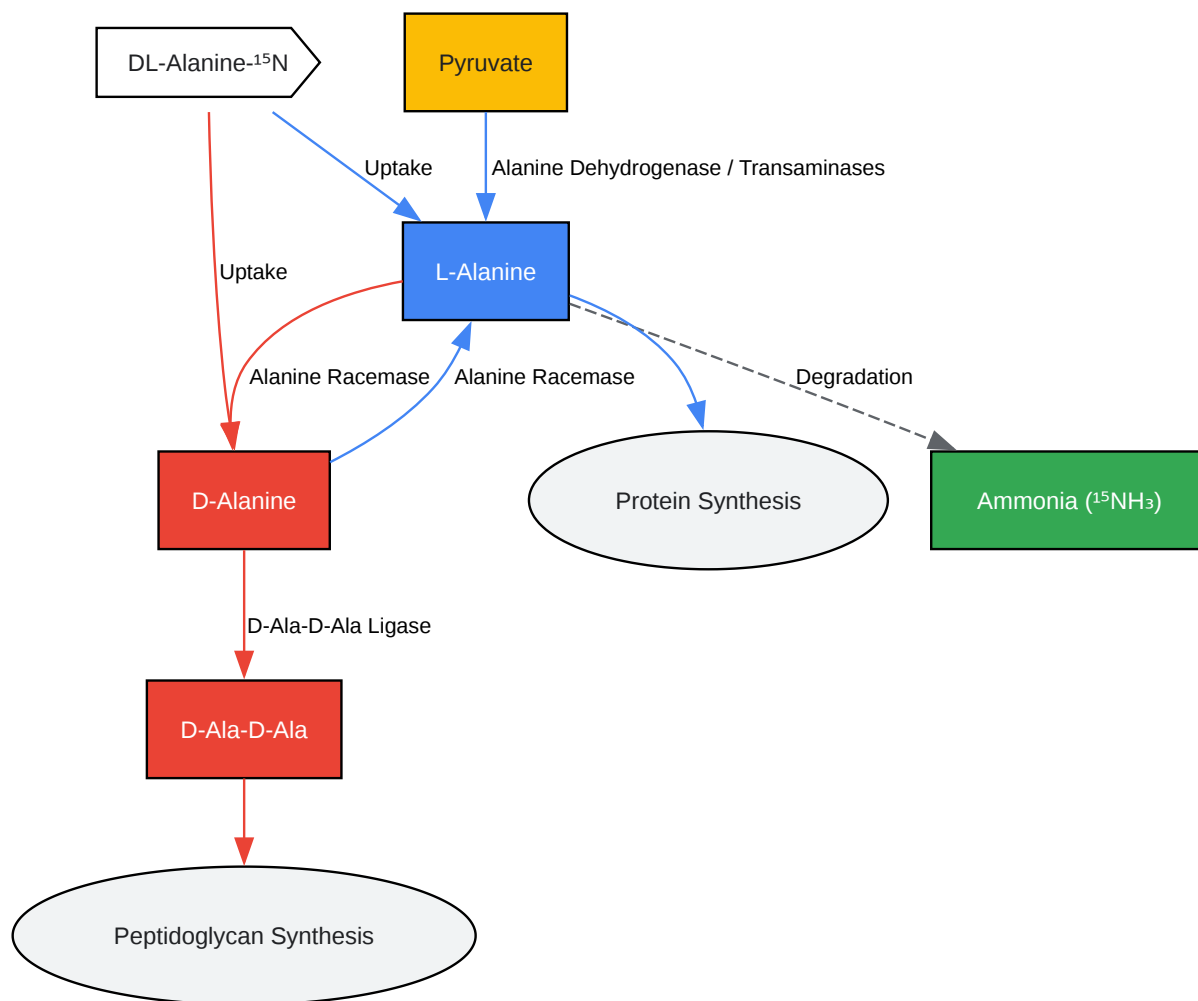 DL-Alanine-¹⁵N
Pyruvate
Uptake
Alanine Dehydrogenase / Transaminases
L-Alanine
Uptake
Alanine Racemase
Alanine Racemase
Degradation
D-Alanine
Protein Synthesis
Ammonia (¹⁵NH₃)
D-Ala-D-Ala Ligase
D-Ala-D-Ala
Peptidoglycan Synthesis